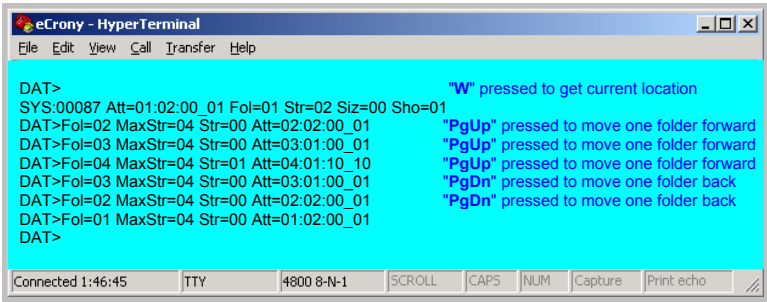 eCrony - HyperTerminal
File Edit View Call Transfer Help
DAT> "W" pressed to get current location
SYS:00087 Att=01:02:00_01 Fol=01 Str=02 Siz=00 Sho=01
DAT>Fol=02 MaxStr=04 Str=00 Att=02:02:00_01 "PgUp" pressed to move one folder forward
DAT>Fol=03 MaxStr=04 Str=00 Att=03:01:00_01 "PgUp" pressed to move one folder forward
DAT>Fol=04 MaxStr=04 Str=01 Att=04:01:10_10 "PgUp" pressed to move one folder forward
DAT>Fol=03 MaxStr=04 Str=00 Att=03:01:00_01 "PgDn" pressed to move one folder back
DAT>Fol=02 MaxStr=04 Str=00 Att=02:02:00_01 "PgDn" pressed to move one folder back
DAT>Fol=01 MaxStr=04 Str=00 Att=01:02:00_01
DAT>
Connected 1:46:45 TTY 4800 8-N-1 SCROLL CAPS NUM Capture Print echo